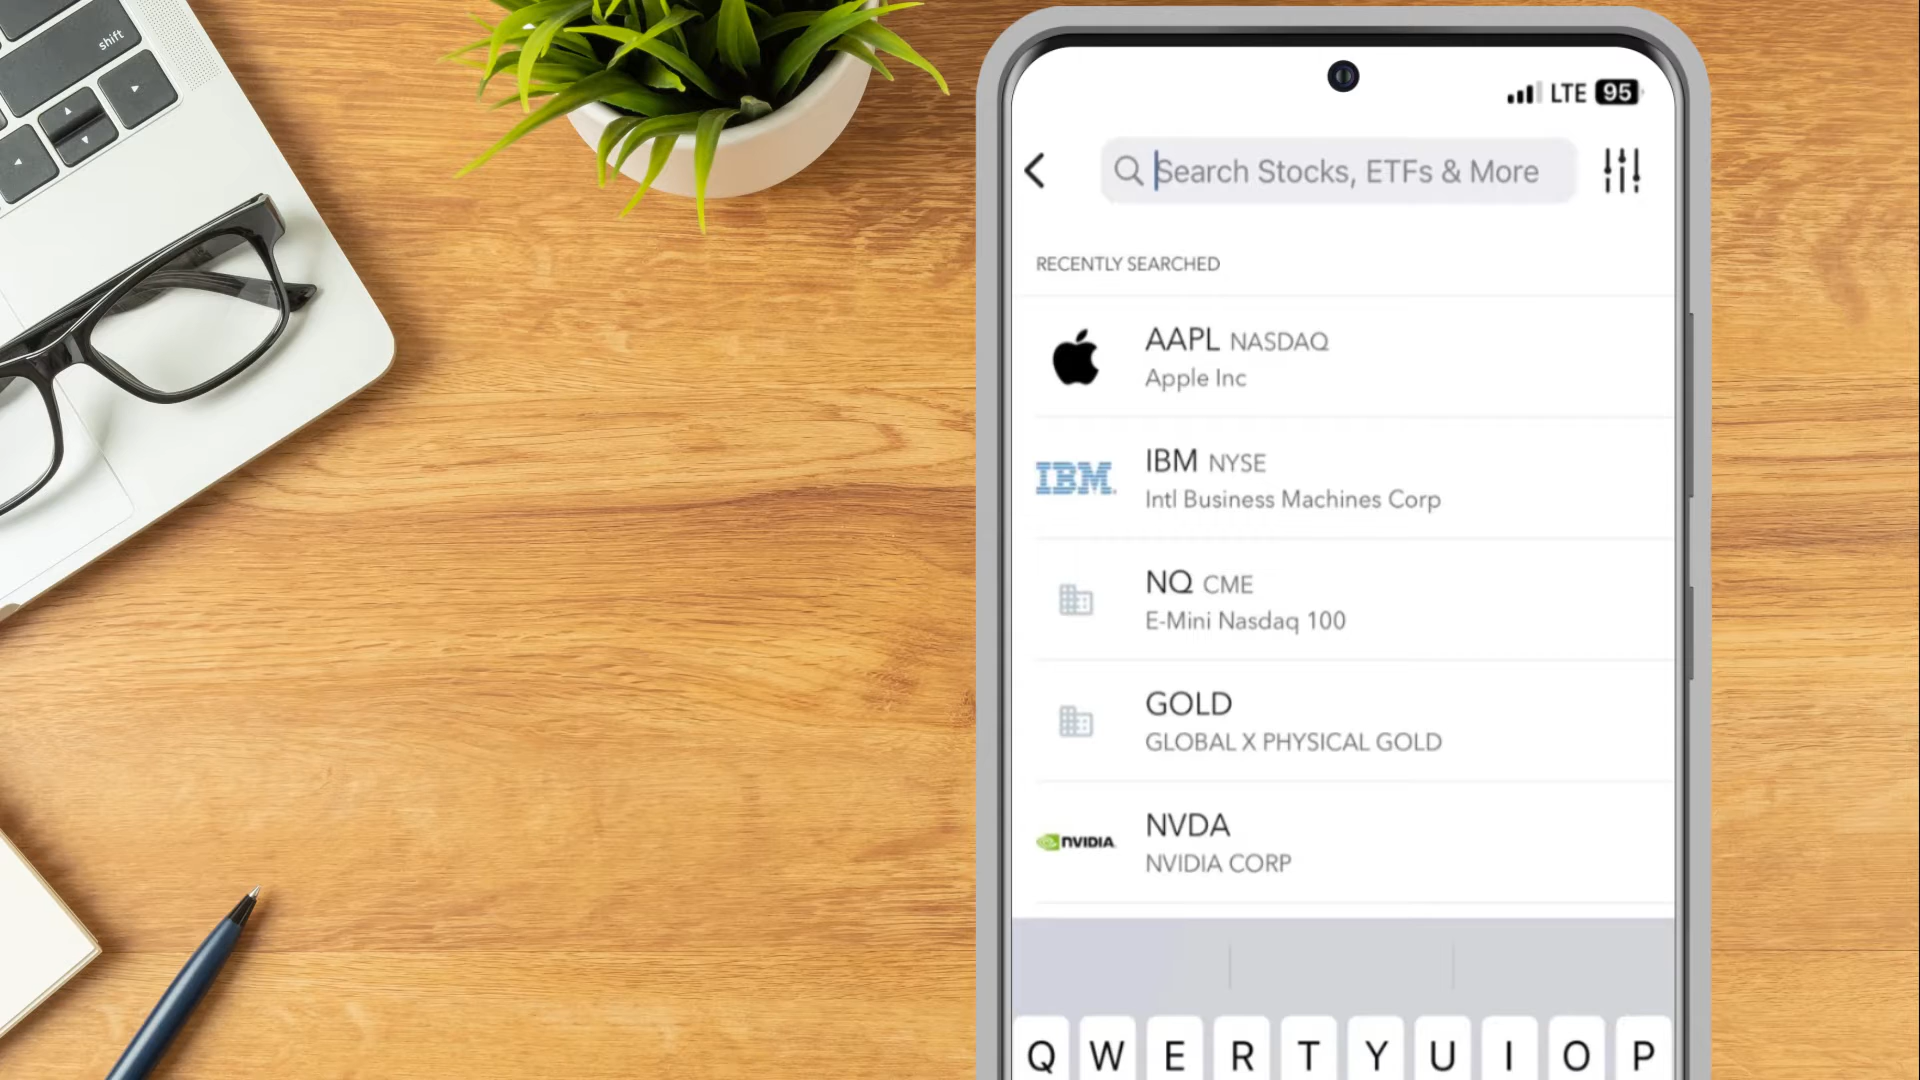 shift
LTE 95
Search Stocks, ETFs & More
RECENTLY SEARCHED
AAPL NASDAQ
Apple Inc
IBM. IBM NYSE
Intl Business Machines Corp
NQ CME
E-Mini Nasdaq 100
GOLD
GLOBAL X PHYSICAL GOLD
NVIDIA. NVDA
NVIDIA CORP
Q W E R T Y U I O P